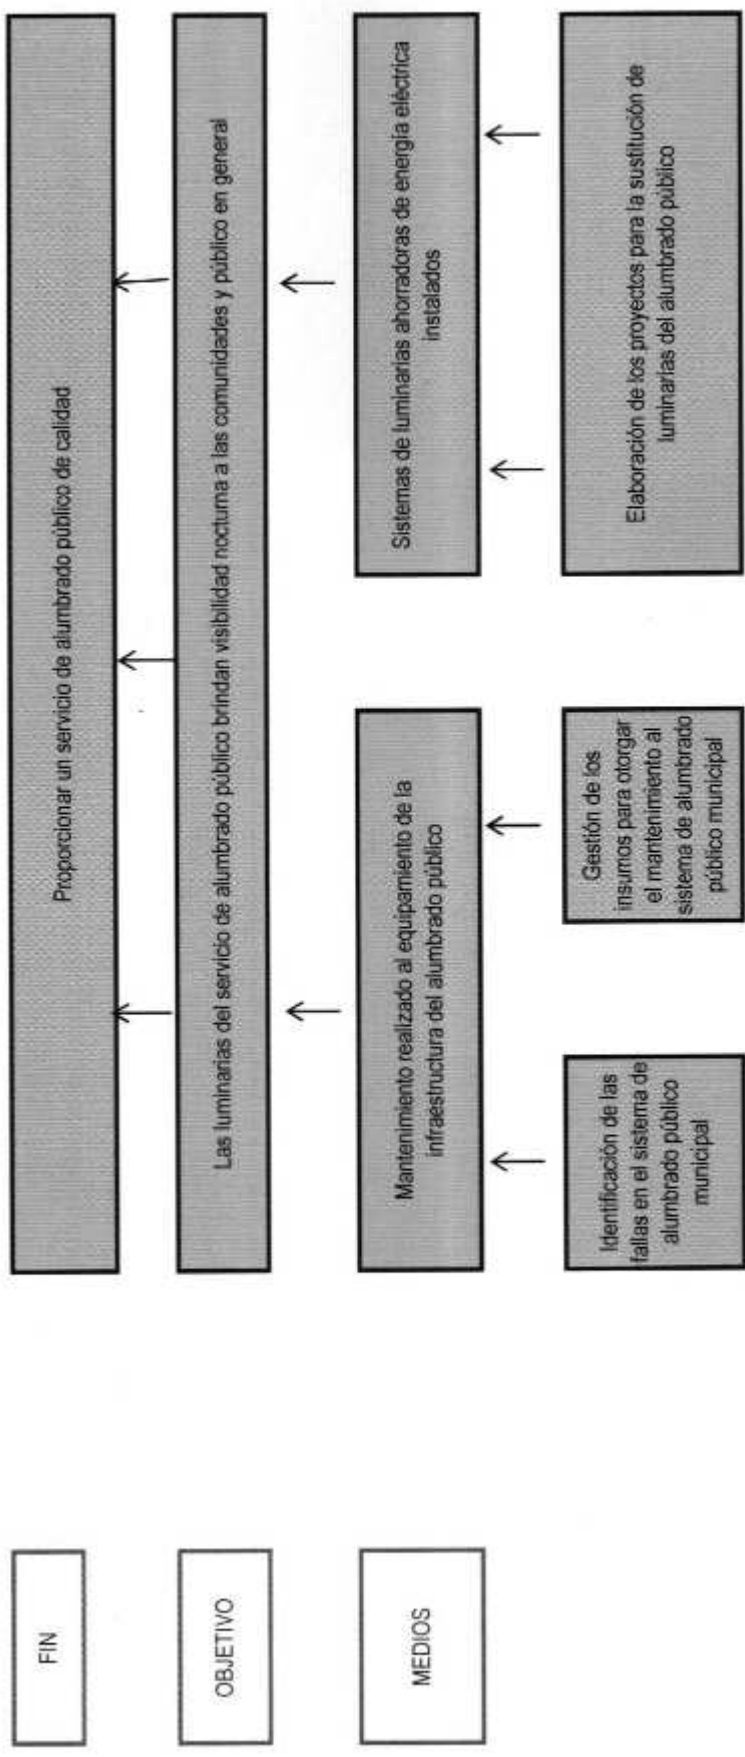 FIN
Proporcionar un servicio de alumbrado público de calidad
OBJETIVO
Las luminarias del servicio de alumbrado público brindan visibilidad nocturna a las comunidades y público en general
MEDIOS
Mantenimiento realizado al equipamiento de la
infraestructura del alumbrado público
Sistemas de luminarias ahorradoras de energía eléctrica
instalados
Identificación de las
fallas en el sistema de
alumbrado público
municipal
Gestión de los
insumos para otorgar
el mantenimiento al
sistema de alumbrado
público municipal
Elaboración de los proyectos para la sustitución de
luminarias del alumbrado público